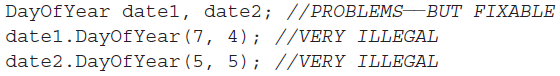 DayOfYear date1, date2; //PROBLEMS—BUT FIXABLE
date1.DayOfYear(7, 4); //VERY ILLEGAL
date2.DayOfYear(5, 5); //VERY ILLEGAL